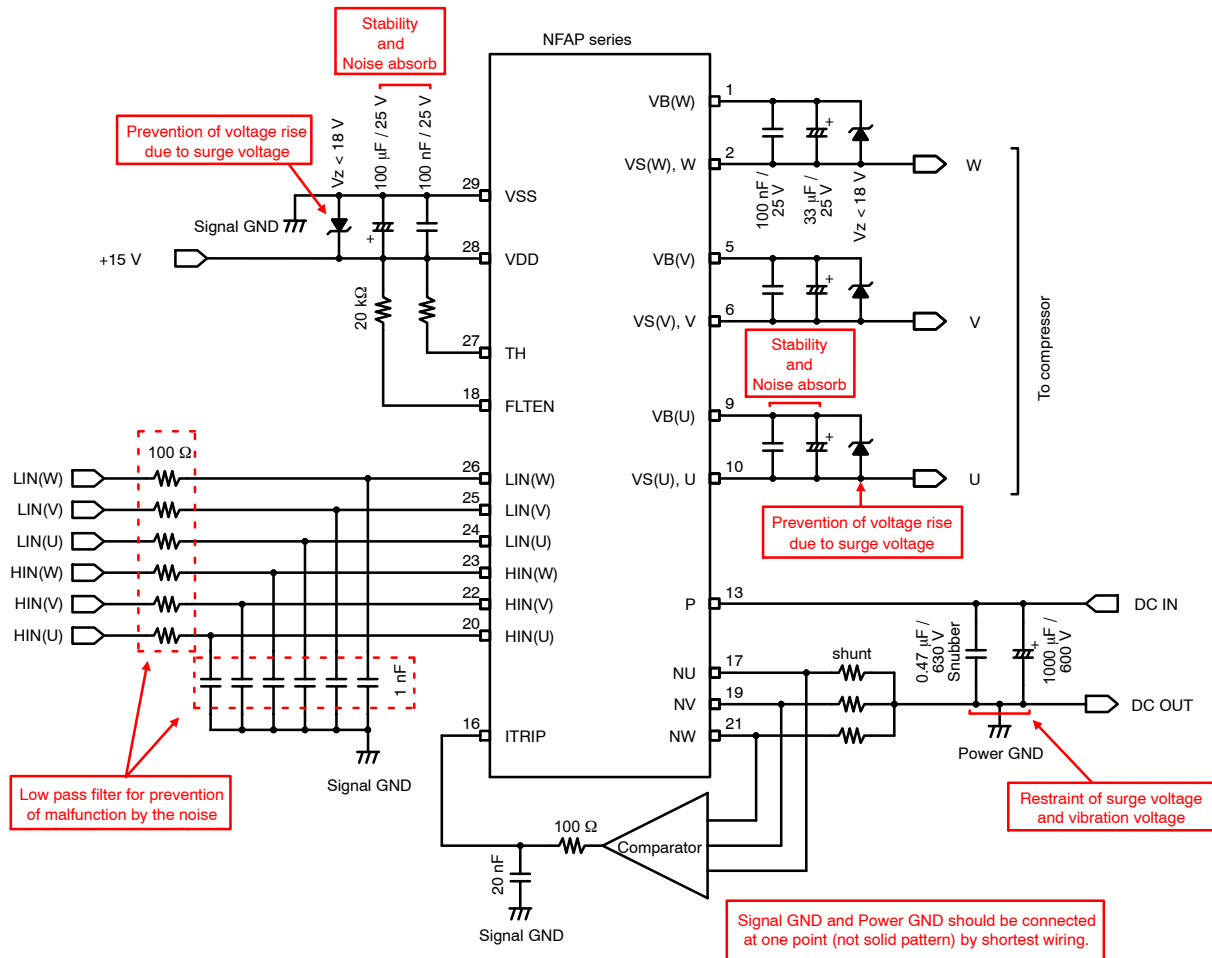 NFAP series
Stability
and
Noise absorb
Prevention of voltage rise
due to surge voltage
Vz < 18 V
100 µF / 25 V
100 nF / 25 V
Signal GND
+15 V
20 kΩ
29
VSS
28
VDD
27
TH
18
FLTEN
100 Ω
LIN(W)
26
LIN(W)
LIN(V)
25
LIN(V)
LIN(U)
24
LIN(U)
HIN(W)
23
HIN(W)
HIN(V)
22
HIN(V)
HIN(U)
20
HIN(U)
1 nF
16
ITRIP
Signal GND
Low pass filter for prevention
of malfunction by the noise
VB(W)
1
VS(W), W
2
W
100 nF /
25 V
33 µF /
25 V
Vz < 18 V
VB(V)
5
VS(V), V
6
V
Stability
and
Noise absorb
VB(U)
9
VS(U), U
10
U
To compressor
Prevention of voltage rise
due to surge voltage
P
13
DC IN
0.47 µF /
630 V
Snubber
+
1000 µF /
600 V
NU
17
shunt
NV
19
DC OUT
NW
21
Power GND
Restraint of surge voltage
and vibration voltage
100 Ω
Comparator
20 nF
Signal GND
Signal GND and Power GND should be connected
at one point (not solid pattern) by shortest wiring.